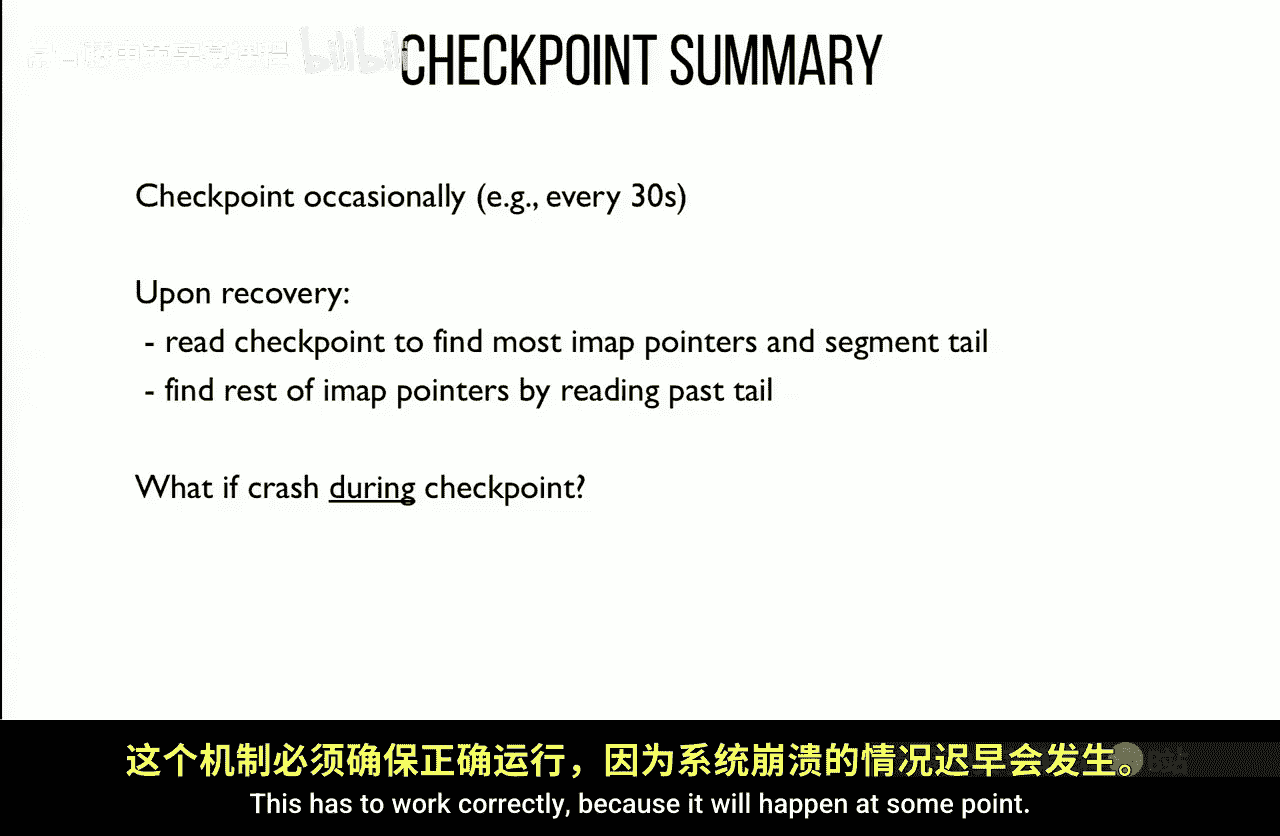 bilibili
CHECKPOINT SUMMARY
Checkpoint occasionally (e.g., every 30s)
Upon recovery:
- read checkpoint to find most imap pointers and segment tail
- find rest of imap pointers by reading past tail
What if crash during checkpoint?
这个机制必须确保正确运行，因为系统崩溃的情况迟早会发生。
B站
This has to work correctly, because it will happen at some point.